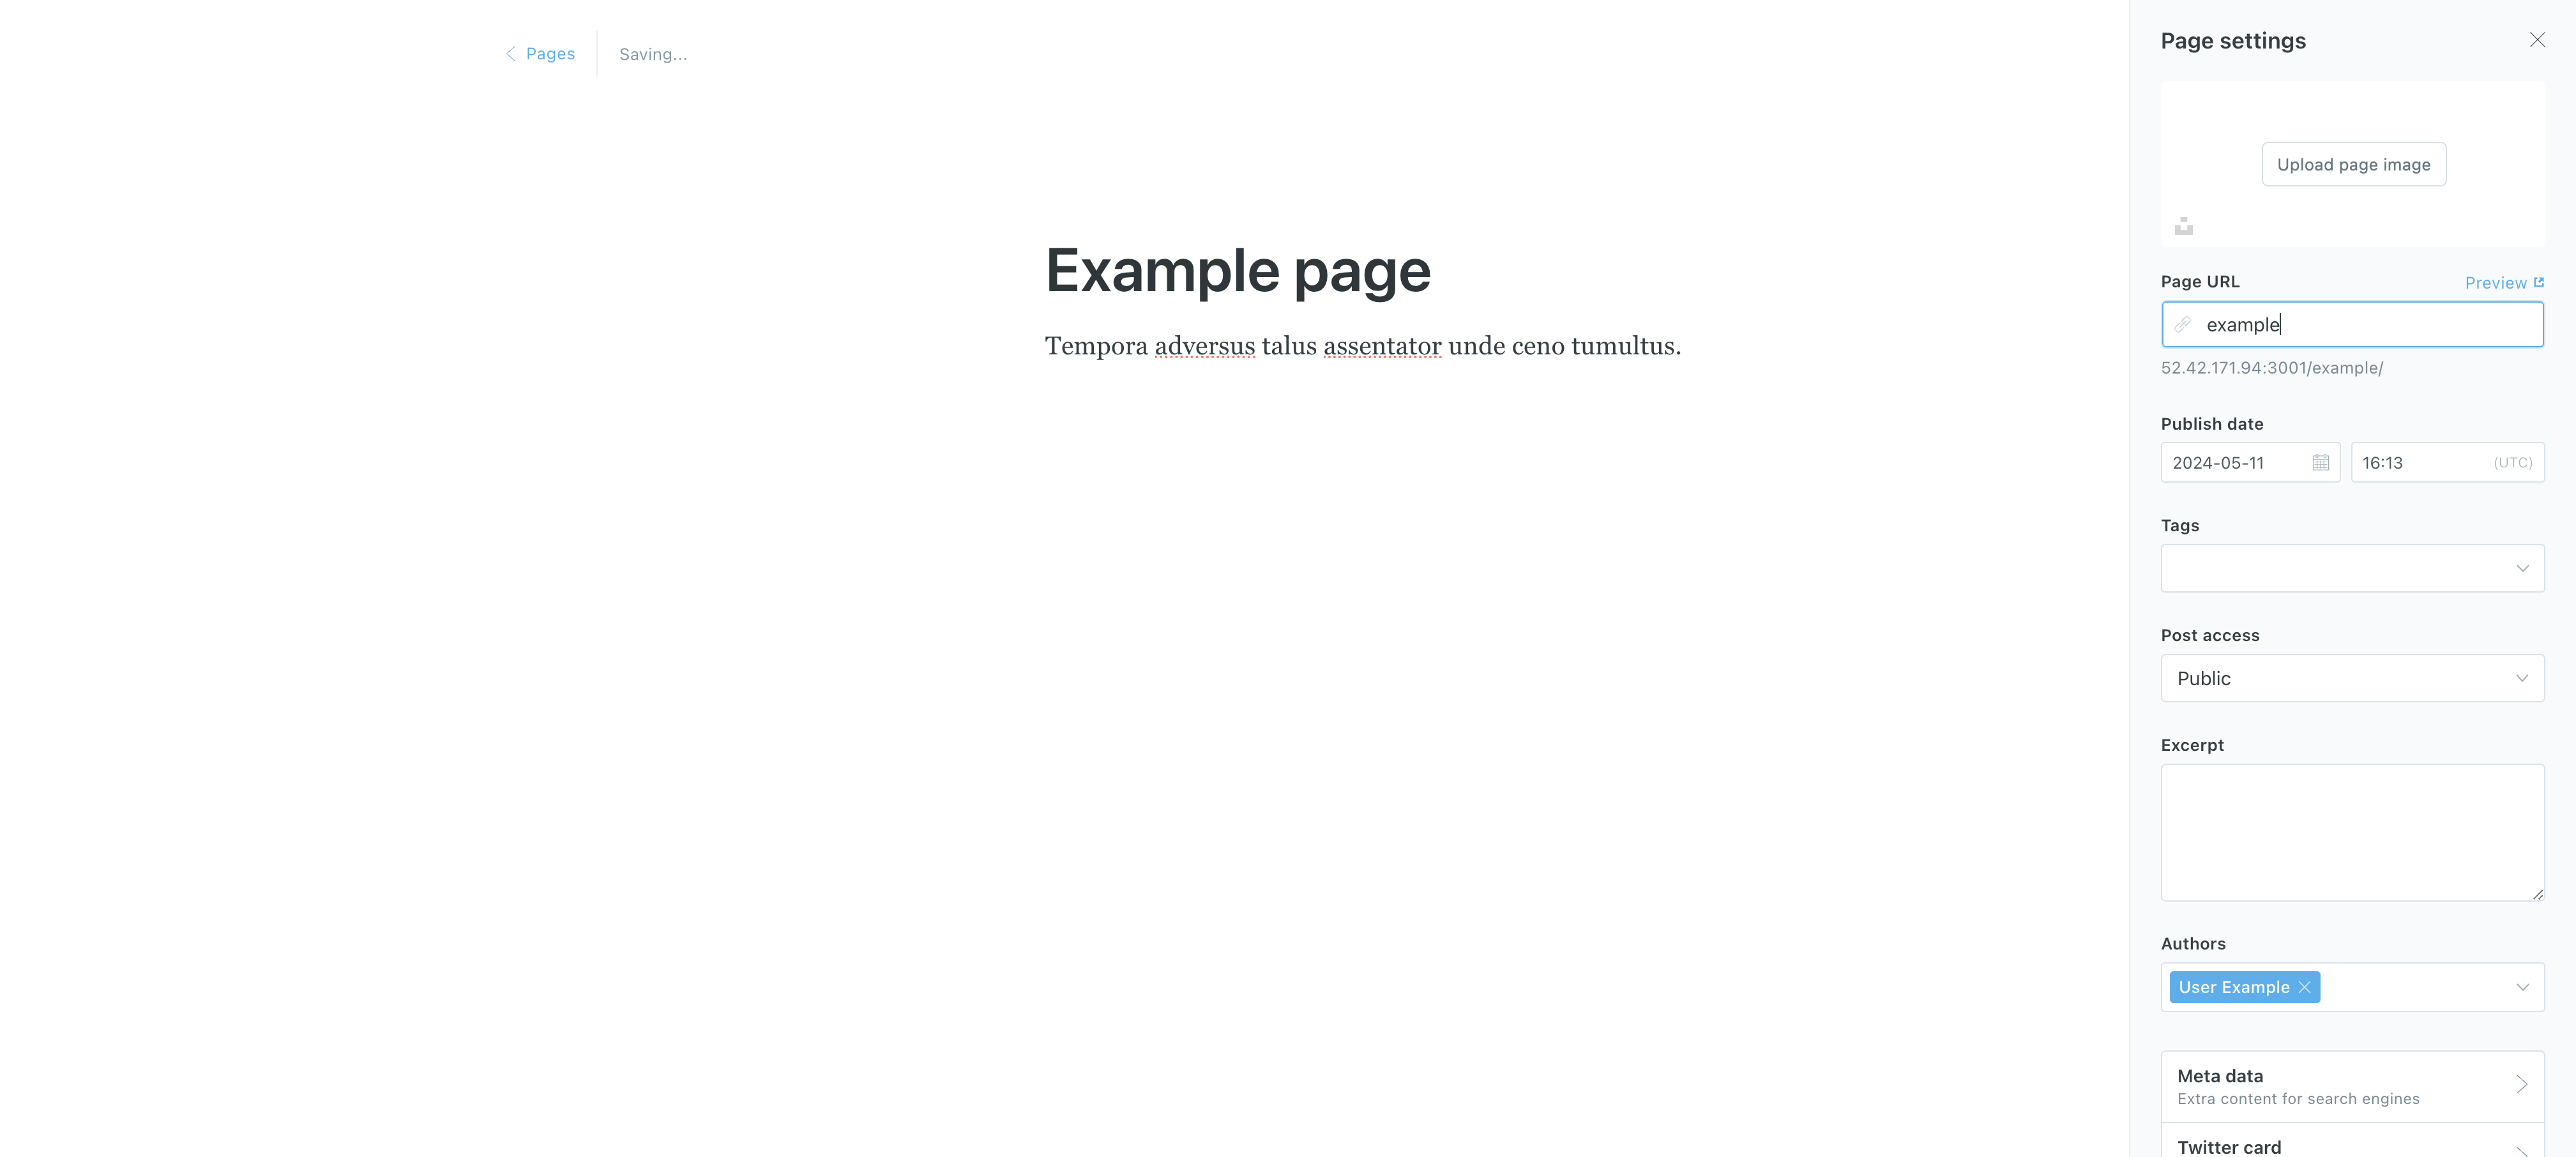 Pages
Saving...
Example page
Tempora adversus talus assentator unde ceno tumultus.
Page settings
Upload page image
Page URL
Preview
example
52.42.171.94:3001/example/
Publish date
2024-05-11
16:13
(UTC)
Tags
Post access
Public
Excerpt
Authors
User Example
Meta data
Extra content for search engines
Twitter card